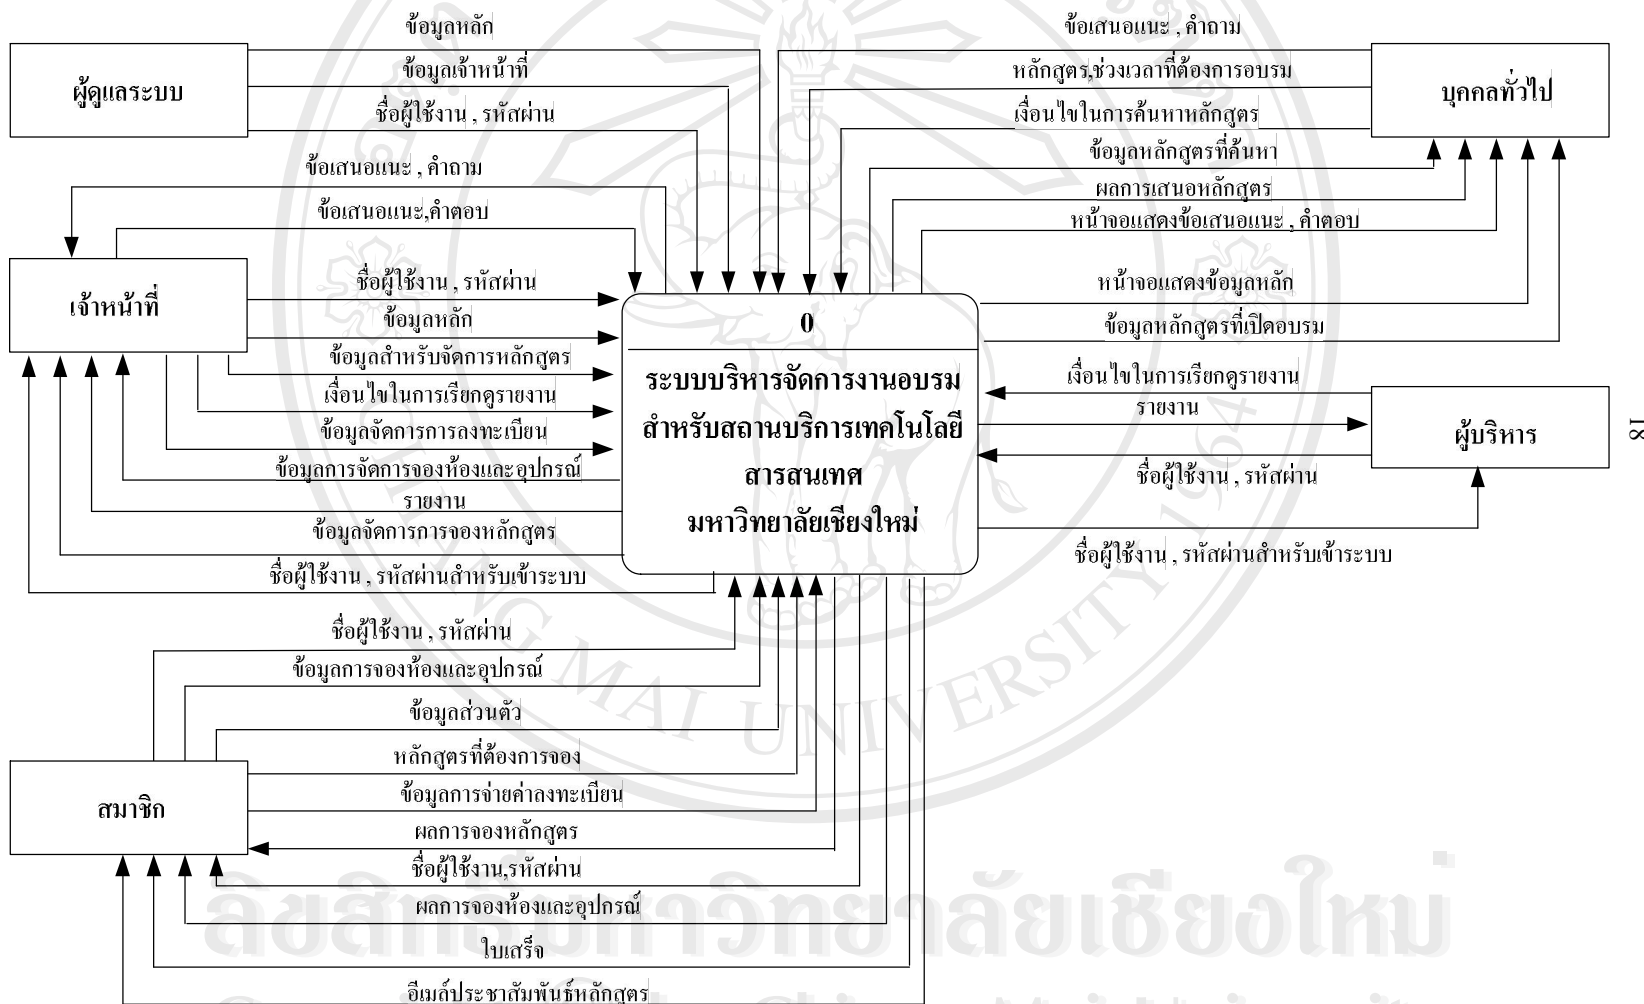 ข้อมูลหลัก
ข้อมูลเจ้าหน้าที่
ชื่อผู้ใช้งาน , รหัสผ่าน
ผู้ดูแลระบบ
ข้อเสนอแนะ , คำถาม
หลักสูตร,ช่วงเวลาที่ต้องการอบรม
เงื่อนไขในการค้นหาหลักสูตร
บุคคลทั่วไป
ข้อมูลหลักสูตรที่ค้นหา
ผลการเสนอหลักสูตร
หน้าจอแสดงข้อเสนอแนะ , คำตอบ
หน้าจอแสดงข้อมูลหลัก
ข้อมูลหลักสูตรที่เปิดอบรม
ข้อเสนอแนะ , คำถาม
ข้อเสนอแนะ,คำตอบ
เจ้าหน้าที่
ชื่อผู้ใช้งาน , รหัสผ่าน
ข้อมูลหลัก
ข้อมูลสำหรับจัดการหลักสูตร
เงื่อนไขในการเรียกดูรายงาน
ข้อมูลจัดการการลงทะเบียน
ข้อมูลการจัดการจองห้องและอุปกรณ์
รายงาน
ข้อมูลจัดการการจองหลักสูตร
ชื่อผู้ใช้งาน , รหัสผ่านสำหรับเข้าระบบ
0
ระบบบริหารจัดการงานอบรม
สำหรับสถานบริการเทคโนโลยี
สารสนเทศ
มหาวิทยาลัยเชียงใหม่
เงื่อนไขในการเรียกดูรายงาน
รายงาน
ผู้บริหาร
ชื่อผู้ใช้งาน , รหัสผ่าน
ชื่อผู้ใช้งาน , รหัสผ่านสำหรับเข้าระบบ
18
ชื่อผู้ใช้งาน , รหัสผ่าน
ข้อมูลการจองห้องและอุปกรณ์
ข้อมูลส่วนตัว
หลักสูตรที่ต้องการจอง
ข้อมูลการจ่ายค่าลงทะเบียน
สมาชิก
ผลการจองหลักสูตร
ชื่อผู้ใช้งาน,รหัสผ่าน
ผลการจองห้องและอุปกรณ์
ใบเสร็จ
อีเมล์ประชาสัมพันธ์หลักสูตร
ANG MAI UNIVERSITY 1964
ลิขสิทธิ์มหาวิทยาลัยเชียงใหม่